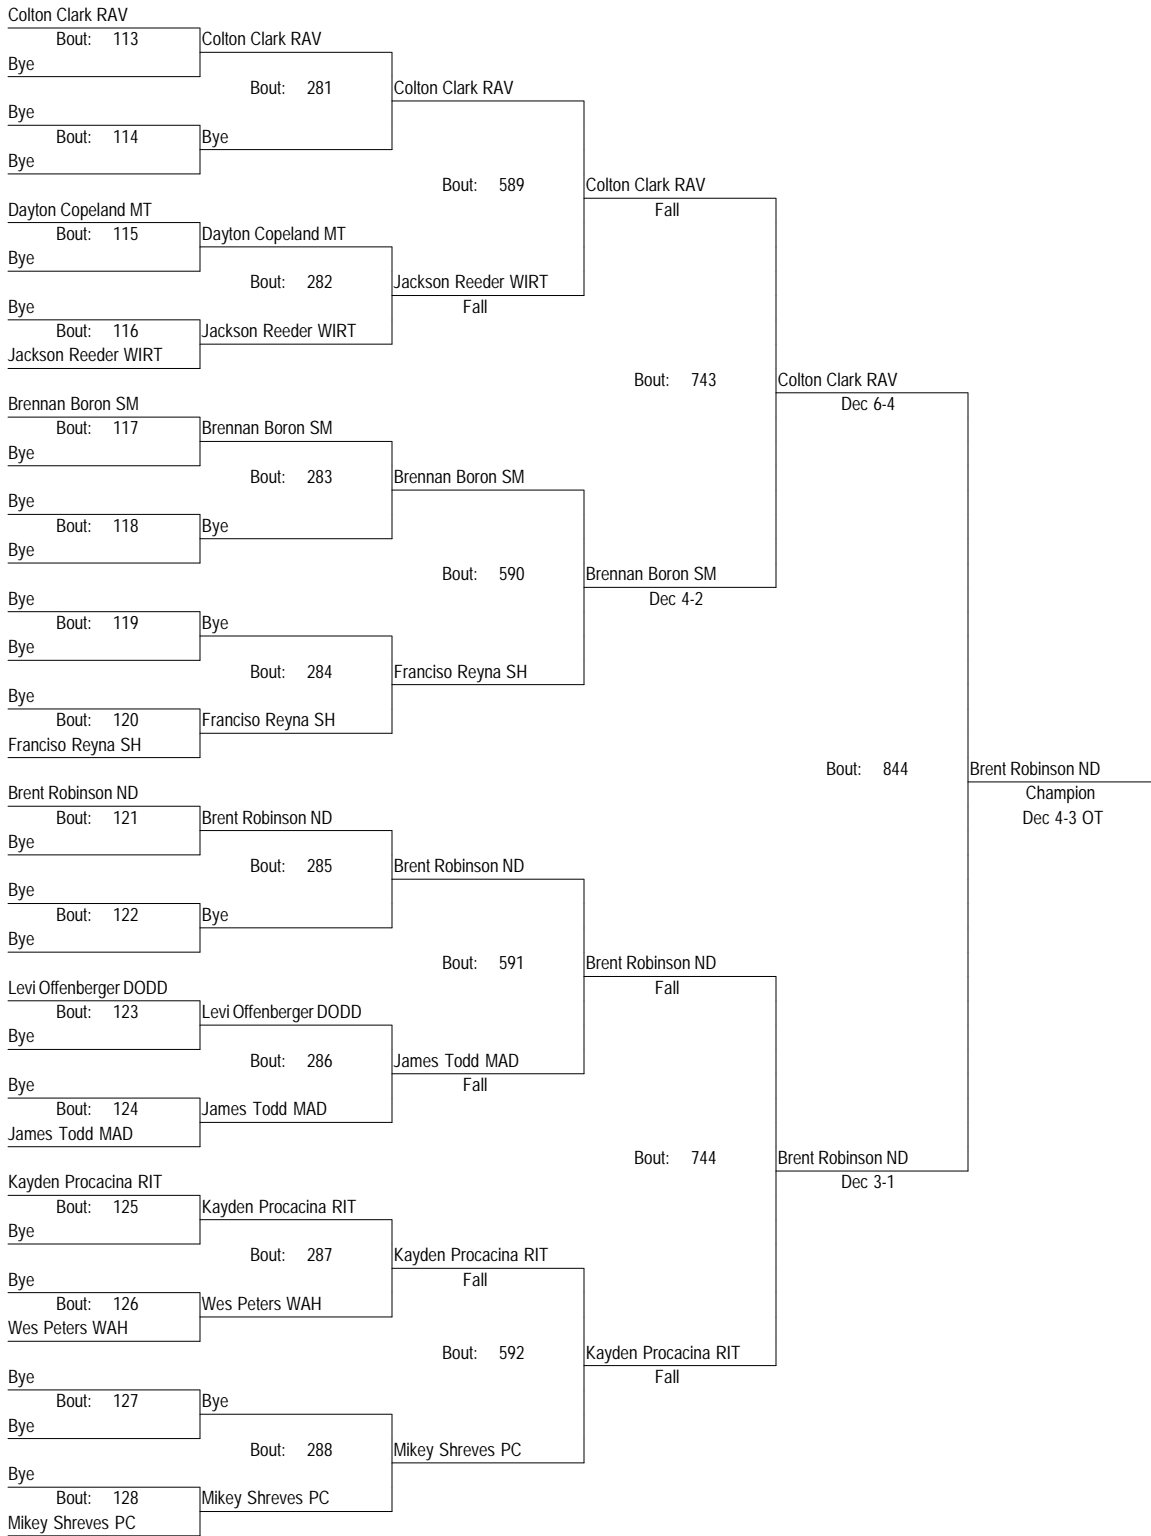 Colton Clark RAV
Bout: 113 Colton Clark RAV
Bye
Bout: 281 Colton Clark RAV
Bye
Bout: 114 Bye
Bye
Bout: 589 Colton Clark RAV
Fall
Dayton Copeland MT
Bout: 115 Dayton Copeland MT
Bye
Bout: 282 Jackson Reeder WIRT
Fall
Bye
Bout: 116 Jackson Reeder WIRT
Jackson Reeder WIRT
Bout: 743 Colton Clark RAV
Dec 6-4
Brennan Boron SM
Bout: 117 Brennan Boron SM
Bye
Bout: 283 Brennan Boron SM
Bye
Bout: 118 Bye
Bye
Bout: 590 Brennan Boron SM
Dec 4-2
Bye
Bout: 119 Bye
Bye
Bout: 284 Franciso Reyna SH
Bye
Bout: 120 Franciso Reyna SH
Franciso Reyna SH
Bout: 844 Brent Robinson ND
Champion
Dec 4-3 OT
Brent Robinson ND
Bout: 121 Brent Robinson ND
Bye
Bout: 285 Brent Robinson ND
Bye
Bout: 122 Bye
Bye
Bout: 591 Brent Robinson ND
Fall
Levi Offenberger DODD
Bout: 123 Levi Offenberger DODD
Bye
Bout: 286 James Todd MAD
Fall
Bye
Bout: 124 James Todd MAD
James Todd MAD
Bout: 744 Brent Robinson ND
Dec 3-1
Kayden Procacina RIT
Bout: 125 Kayden Procacina RIT
Bye
Bout: 287 Kayden Procacina RIT
Fall
Bye
Bout: 126 Wes Peters WAH
Wes Peters WAH
Bout: 592 Kayden Procacina RIT
Fall
Bye
Bout: 127 Bye
Bye
Bout: 288 Mikey Shreves PC
Bye
Bout: 128 Mikey Shreves PC
Mikey Shreves PC